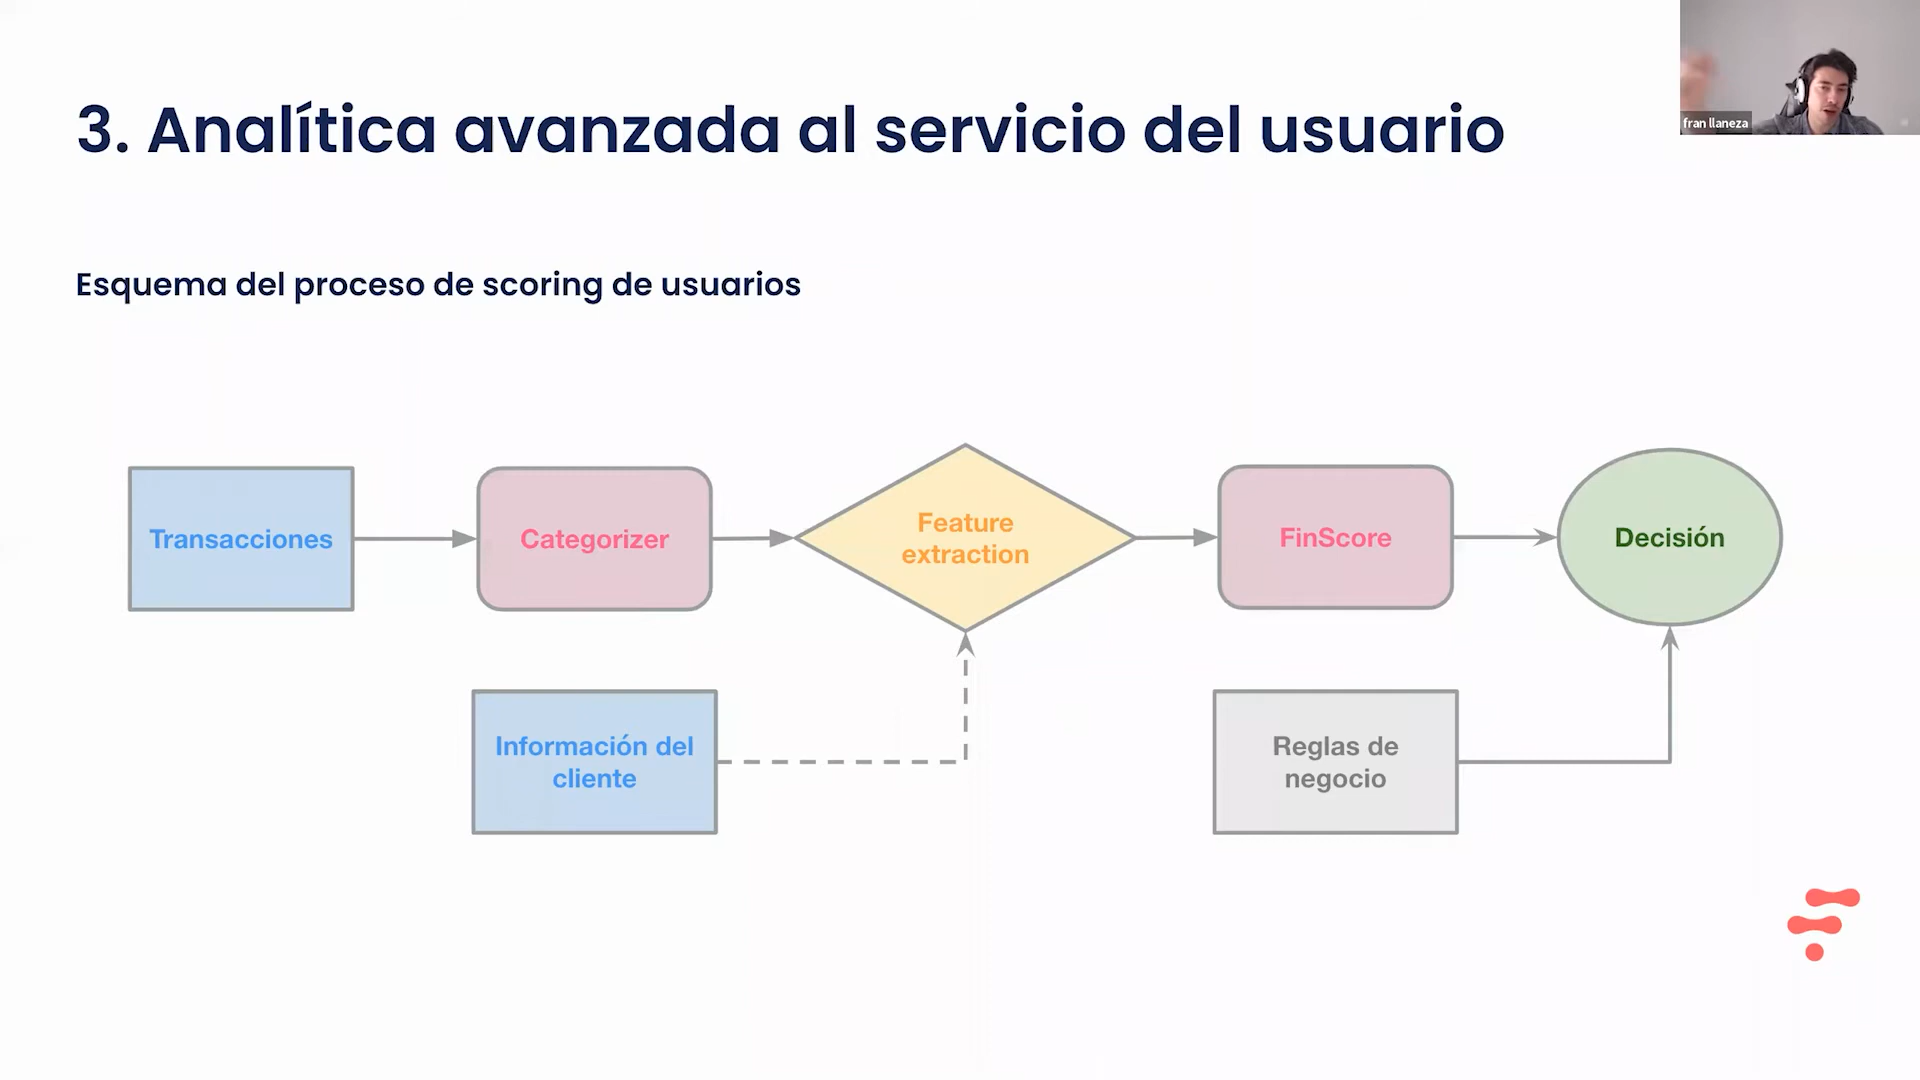 3. Analítica avanzada al servicio del usuario
fran llaneza
Esquema del proceso de scoring de usuarios
Transacciones
Categorizer
Feature
extraction
FinScore
Decisión
Información del
cliente
Reglas de
negocio